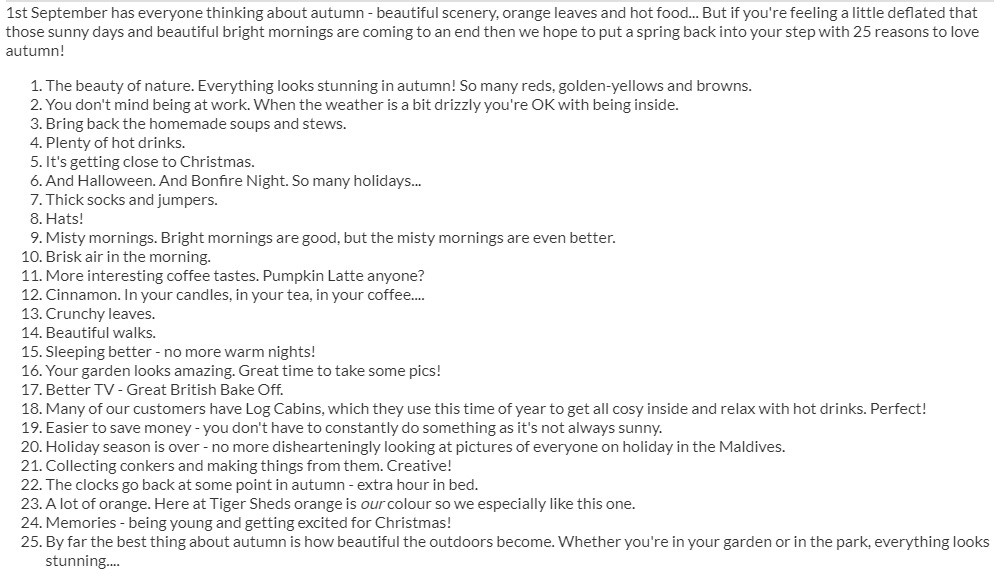 1st September has everyone thinking about autumn - beautiful scenery, orange leaves and hot food... But if you're feeling a little deflated that
those sunny days and beautiful bright mornings are coming to an end then we hope to put a spring back into your step with 25 reasons to love
autumn!
1. The beauty of nature. Everything looks stunning in autumn! So many reds, golden-yellows and browns.
2. You don't mind being at work. When the weather is a bit drizzly you're OK with being inside.
3. Bring back the homemade soups and stews.
4. Plenty of hot drinks.
5. It's getting close to Christmas.
6. And Halloween. And Bonfire Night. So many holidays...
7. Thick socks and jumpers.
8. Hats!
9. Misty mornings. Bright mornings are good, but the misty mornings are even better.
10. Brisk air in the morning.
11. More interesting coffee tastes. Pumpkin Latte anyone?
12. Cinnamon. In your candles, in your tea, in your coffee....
13. Crunchy leaves.
14. Beautiful walks.
15. Sleeping better - no more warm nights!
16. Your garden looks amazing. Great time to take some pics!
17. Better TV - Great British Bake Off.
18. Many of our customers have Log Cabins, which they use this time of year to get all cosy inside and relax with hot drinks. Perfect!
19. Easier to save money - you don't have to constantly do something as it's not always sunny.
20. Holiday season is over - no more dishearteningly looking at pictures of everyone on holiday in the Maldives.
21. Collecting conkers and making things from them. Creative!
22. The clocks go back at some point in autumn - extra hour in bed.
23. A lot of orange. Here at Tiger Sheds orange is our colour so we especially like this one.
24. Memories - being young and getting excited for Christmas!
25. By far the best thing about autumn is how beautiful the outdoors become. Whether you're in your garden or in the park, everything looks
stunning....